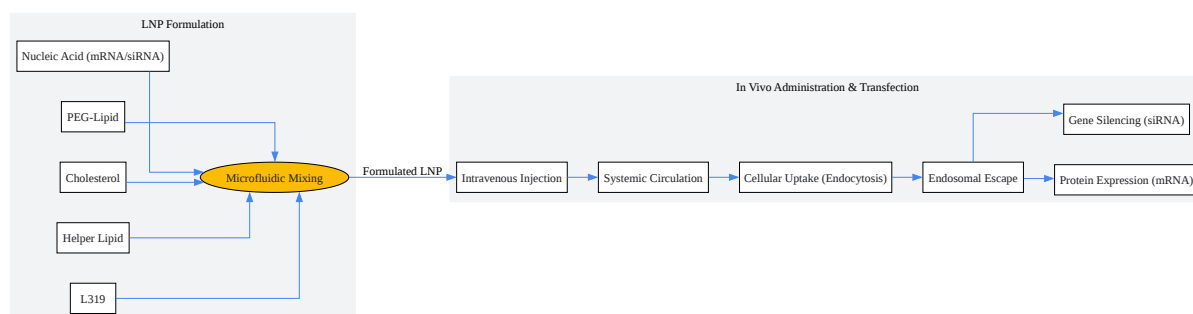 LNP Formulation
Nucleic Acid (mRNA/siRNA)
PEG-Lipid
Cholesterol
Microfluidic Mixing
Helper Lipid
L319
Formulated LNP
In Vivo Administration & Transfection
Intravenous Injection
Systemic Circulation
Cellular Uptake (Endocytosis)
Endosomal Escape
Gene Silencing (siRNA)
Protein Expression (mRNA)